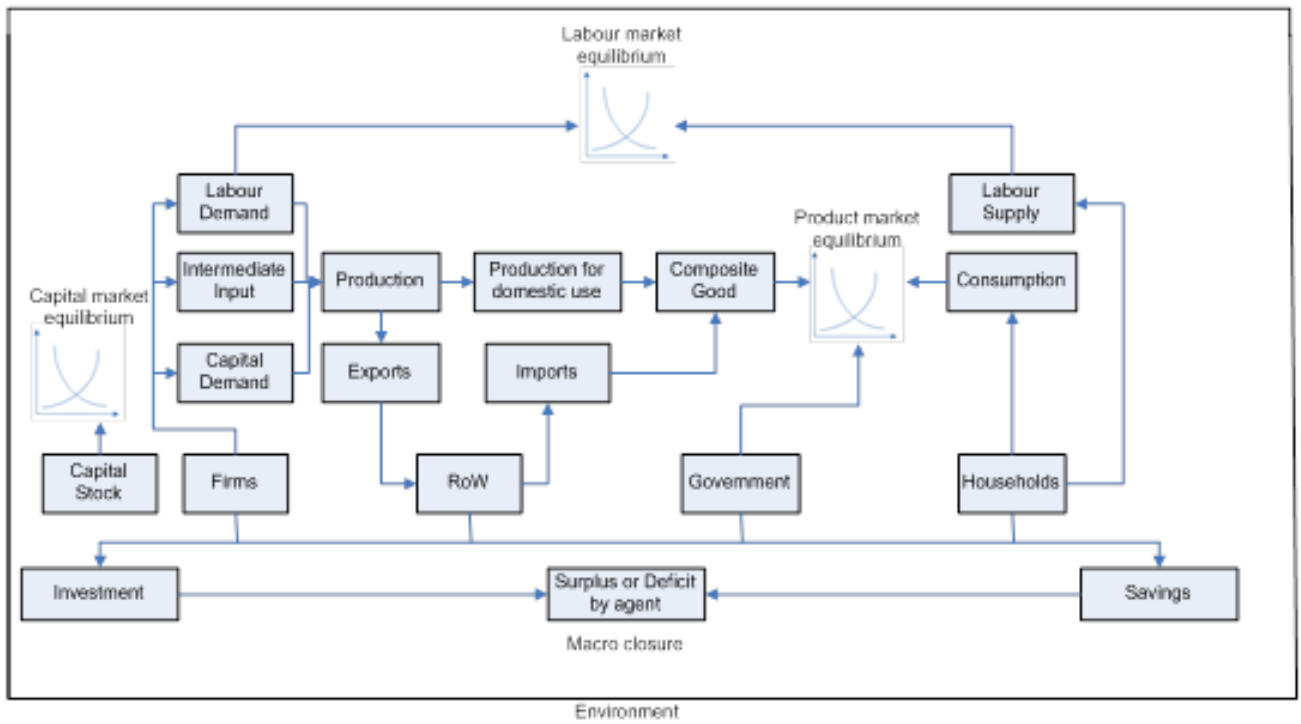 Labour market
equilibrium
Labour
Demand
Labour
Supply
Product market
equilibrium
Intermediate
Input
Production
Production for
domestic use
Composite
Good
Consumption
Capital market
equilibrium
Capital
Demand
Exports
Imports
Capital
Stock
Firms
RoW
Government
Households
Investment
Surplus or Deficit
by agent
Savings
Macro closure
Environment